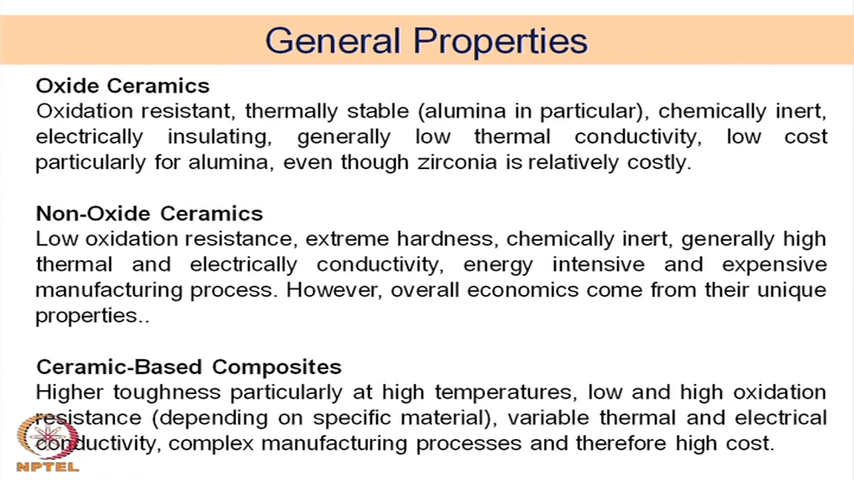 General Properties
Oxide Ceramics
Oxidation resistant, thermally stable (alumina in particular), chemically inert,
electrically insulating, generally low thermal conductivity, low cost
particularly for alumina, even though zirconia is relatively costly.
Non-Oxide Ceramics
Low oxidation resistance, extreme hardness, chemically inert, generally high
thermal and electrically conductivity, energy intensive and expensive
manufacturing process. However, overall economics come from their unique
properties..
Ceramic-Based Composites
Higher toughness particularly at high temperatures, low and high oxidation
resistance (depending on specific material), variable thermal and electrical
conductivity, complex manufacturing processes and therefore high cost.
NPTEL